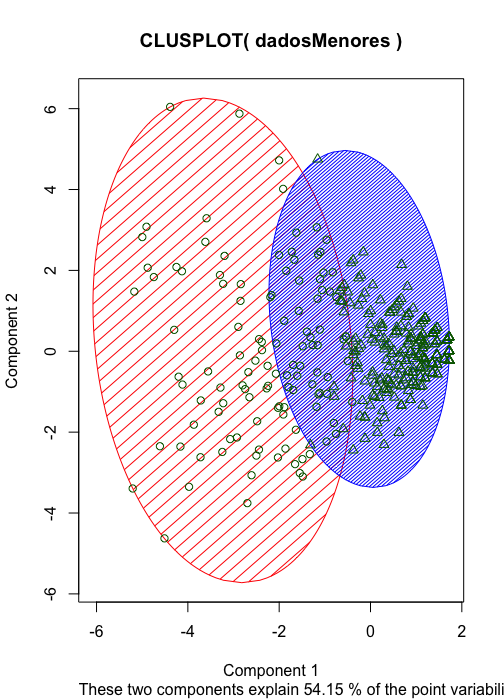 CLUSPLOT( dadosMenores )
6
4
2
0
-2
-4
-6
Component 2
-6 -4 -2 0 2
Component 1
These two components explain 54.15 % of the point variabili